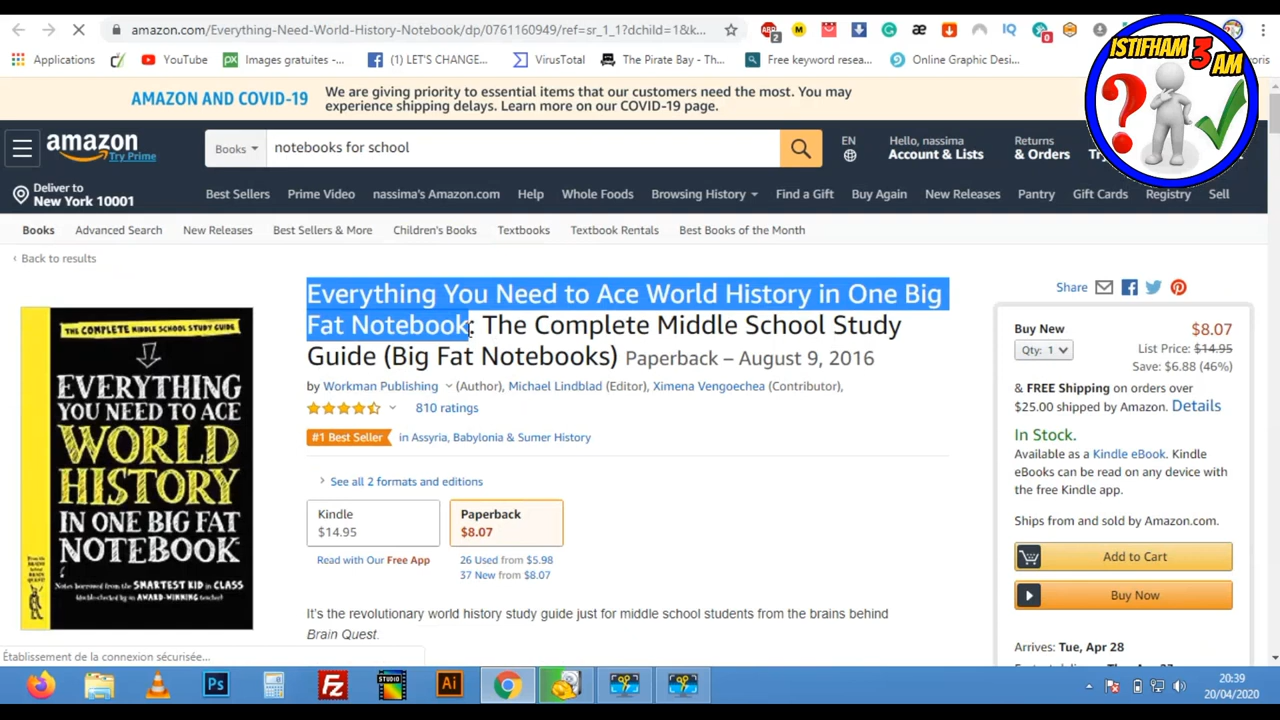 amazon.com/Everything-Need-World-History-Notebook/dp/0761160949/ref=sr_1_1?dchild=1&k...
Applications
YouTube
Images gratuites -...
(1) LET'S CHANGE...
VirusTotal
The Pirate Bay - Th...
Free keyword resea...
Online Graphic Desi...
ISTIFHAM 3 AM
AMAZON AND COVID-19
We are giving priority to essential items that our customers need the most. You may
experience shipping delays. Learn more on our COVID-19 page.
amazon
Try Prime
Books
notebooks for school
EN
Hello, nassima
Account & Lists
Returns
& Orders
Deliver to
New York 10001
Best Sellers Prime Video nassima's Amazon.com Help Whole Foods Browsing History Find a Gift Buy Again New Releases Pantry Gift Cards Registry Sell
Books Advanced Search New Releases Best Sellers & More Children's Books Textbooks Textbook Rentals Best Books of the Month
‹ Back to results
Everything You Need to Ace World History in One Big
Fat Notebook: The Complete Middle School Study
Guide (Big Fat Notebooks) Paperback – August 9, 2016
by Workman Publishing (Author), Michael Lindblad (Editor), Ximena Vengoechea (Contributor),
810 ratings
#1 Best Seller in Assyria, Babylonia & Sumer History
See all 2 formats and editions
Kindle
$14.95
Paperback
$8.07
Read with Our Free App
26 Used from $5.98
37 New from $8.07
It's the revolutionary world history study guide just for middle school students from the brains behind
Brain Quest.
THE COMPLETE MIDDLE SCHOOL STUDY GUIDE
EVERYTHING
YOU NEED TO ACE
WORLD
HISTORY
IN ONE BIG FAT
NOTEBOOK
Notes borrowed from the SMARTEST KID in CLASS
Double-checked by an AWARD-WINNING teacher
Share
Buy New
$8.07
Qty: 1
List Price: $14.95
Save: $6.88 (46%)
& FREE Shipping on orders over
$25.00 shipped by Amazon. Details
In Stock.
Available as a Kindle eBook. Kindle
eBooks can be read on any device with
the free Kindle app.
Ships from and sold by Amazon.com.
Add to Cart
Buy Now
Arrives: Tue, Apr 28
Établissement de la connexion sécurisée...
Ps
STUDIO
Ai
20:39
20/04/2020